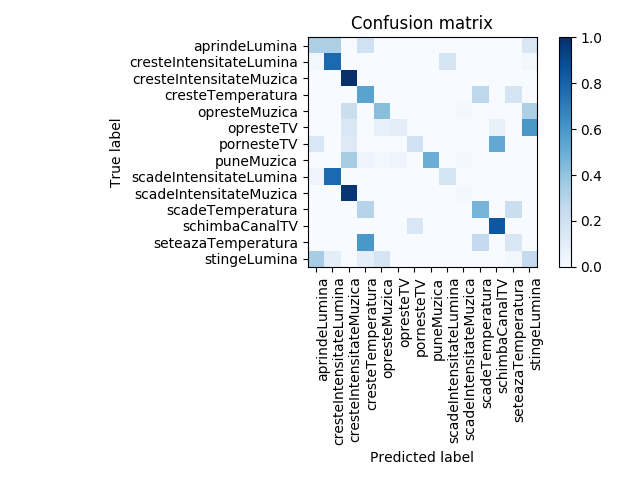 Confusion matrix
True label
aprindeLumina
cresteIntensitateLumina
cresteIntensitateMuzica
cresteTemperatura
opresteMuzica
opresteTV
pornesteTV
puneMuzica
scadeIntensitateLumina
scadeIntensitateMuzica
scadeTemperatura
schimbaCanalTV
seteazaTemperatura
stingeLumina
aprindeLumina
cresteIntensitateLumina
cresteIntensitateMuzica
cresteTemperatura
opresteMuzica
opresteTV
pornesteTV
puneMuzica
scadeIntensitateLumina
scadeIntensitateMuzica
scadeTemperatura
schimbaCanalTV
seteazaTemperatura
stingeLumina
Predicted label
1.0
0.8
0.6
0.4
0.2
0.0